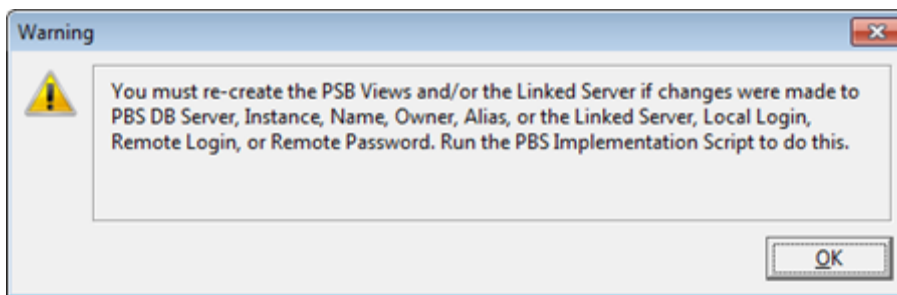 Warning
You must re-create the PSB Views and/or the Linked Server if changes were made to
PBS DB Server, Instance, Name, Owner, Alias, or the Linked Server, Local Login,
Remote Login, or Remote Password. Run the PBS Implementation Script to do this.
OK